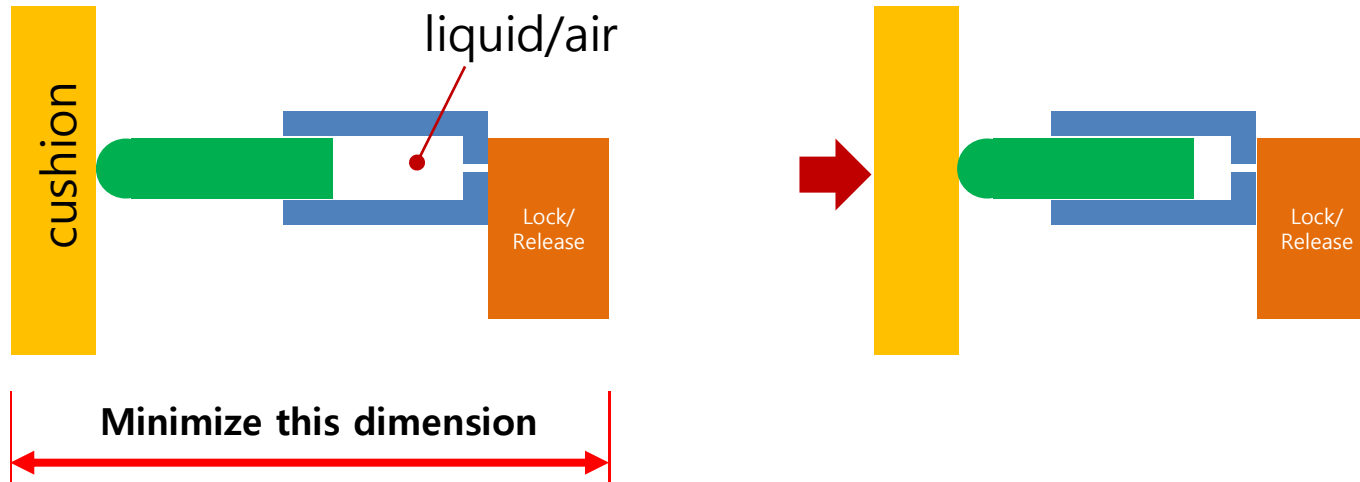 liquid/air
cushion
Lock/
Release
Lock/
Release
Minimize this dimension